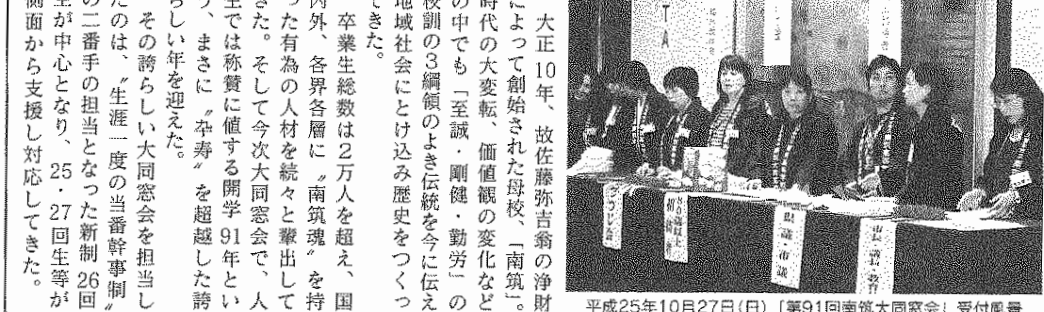 大正10年、故佐藤弥吉翁の浄財
によって創始された母校、「南筑」。
時代の大変転、価値観の変化など
の中でも「至誠・剛健・勤労」の
校訓の3綱領のよき伝統を今に伝え
地域社会にとけ込み歴史をつくっ
てきた。
卒業生総数は2万人を超え、国
内外、各界各層に〝南筑魂〟を持
った有為の人材を続々と輩出して
きた。そして今次大同窓会で、人
生では称賛に値する開学91年とい
う、まさに〝卒寿〟を超越した誇
らしい年を迎えた。
その誇らしい大同窓会を担当し
たのは、〝生涯一度の当番幹事制〟
の二番手の担当となった新制26回
生が中心となり、25・27回生等が
側面から支援し対応してきた。
TA
県議・市議
市長・議長・教育
平成25年10月27日(日)「第91回南筑大同窓会」受付風景